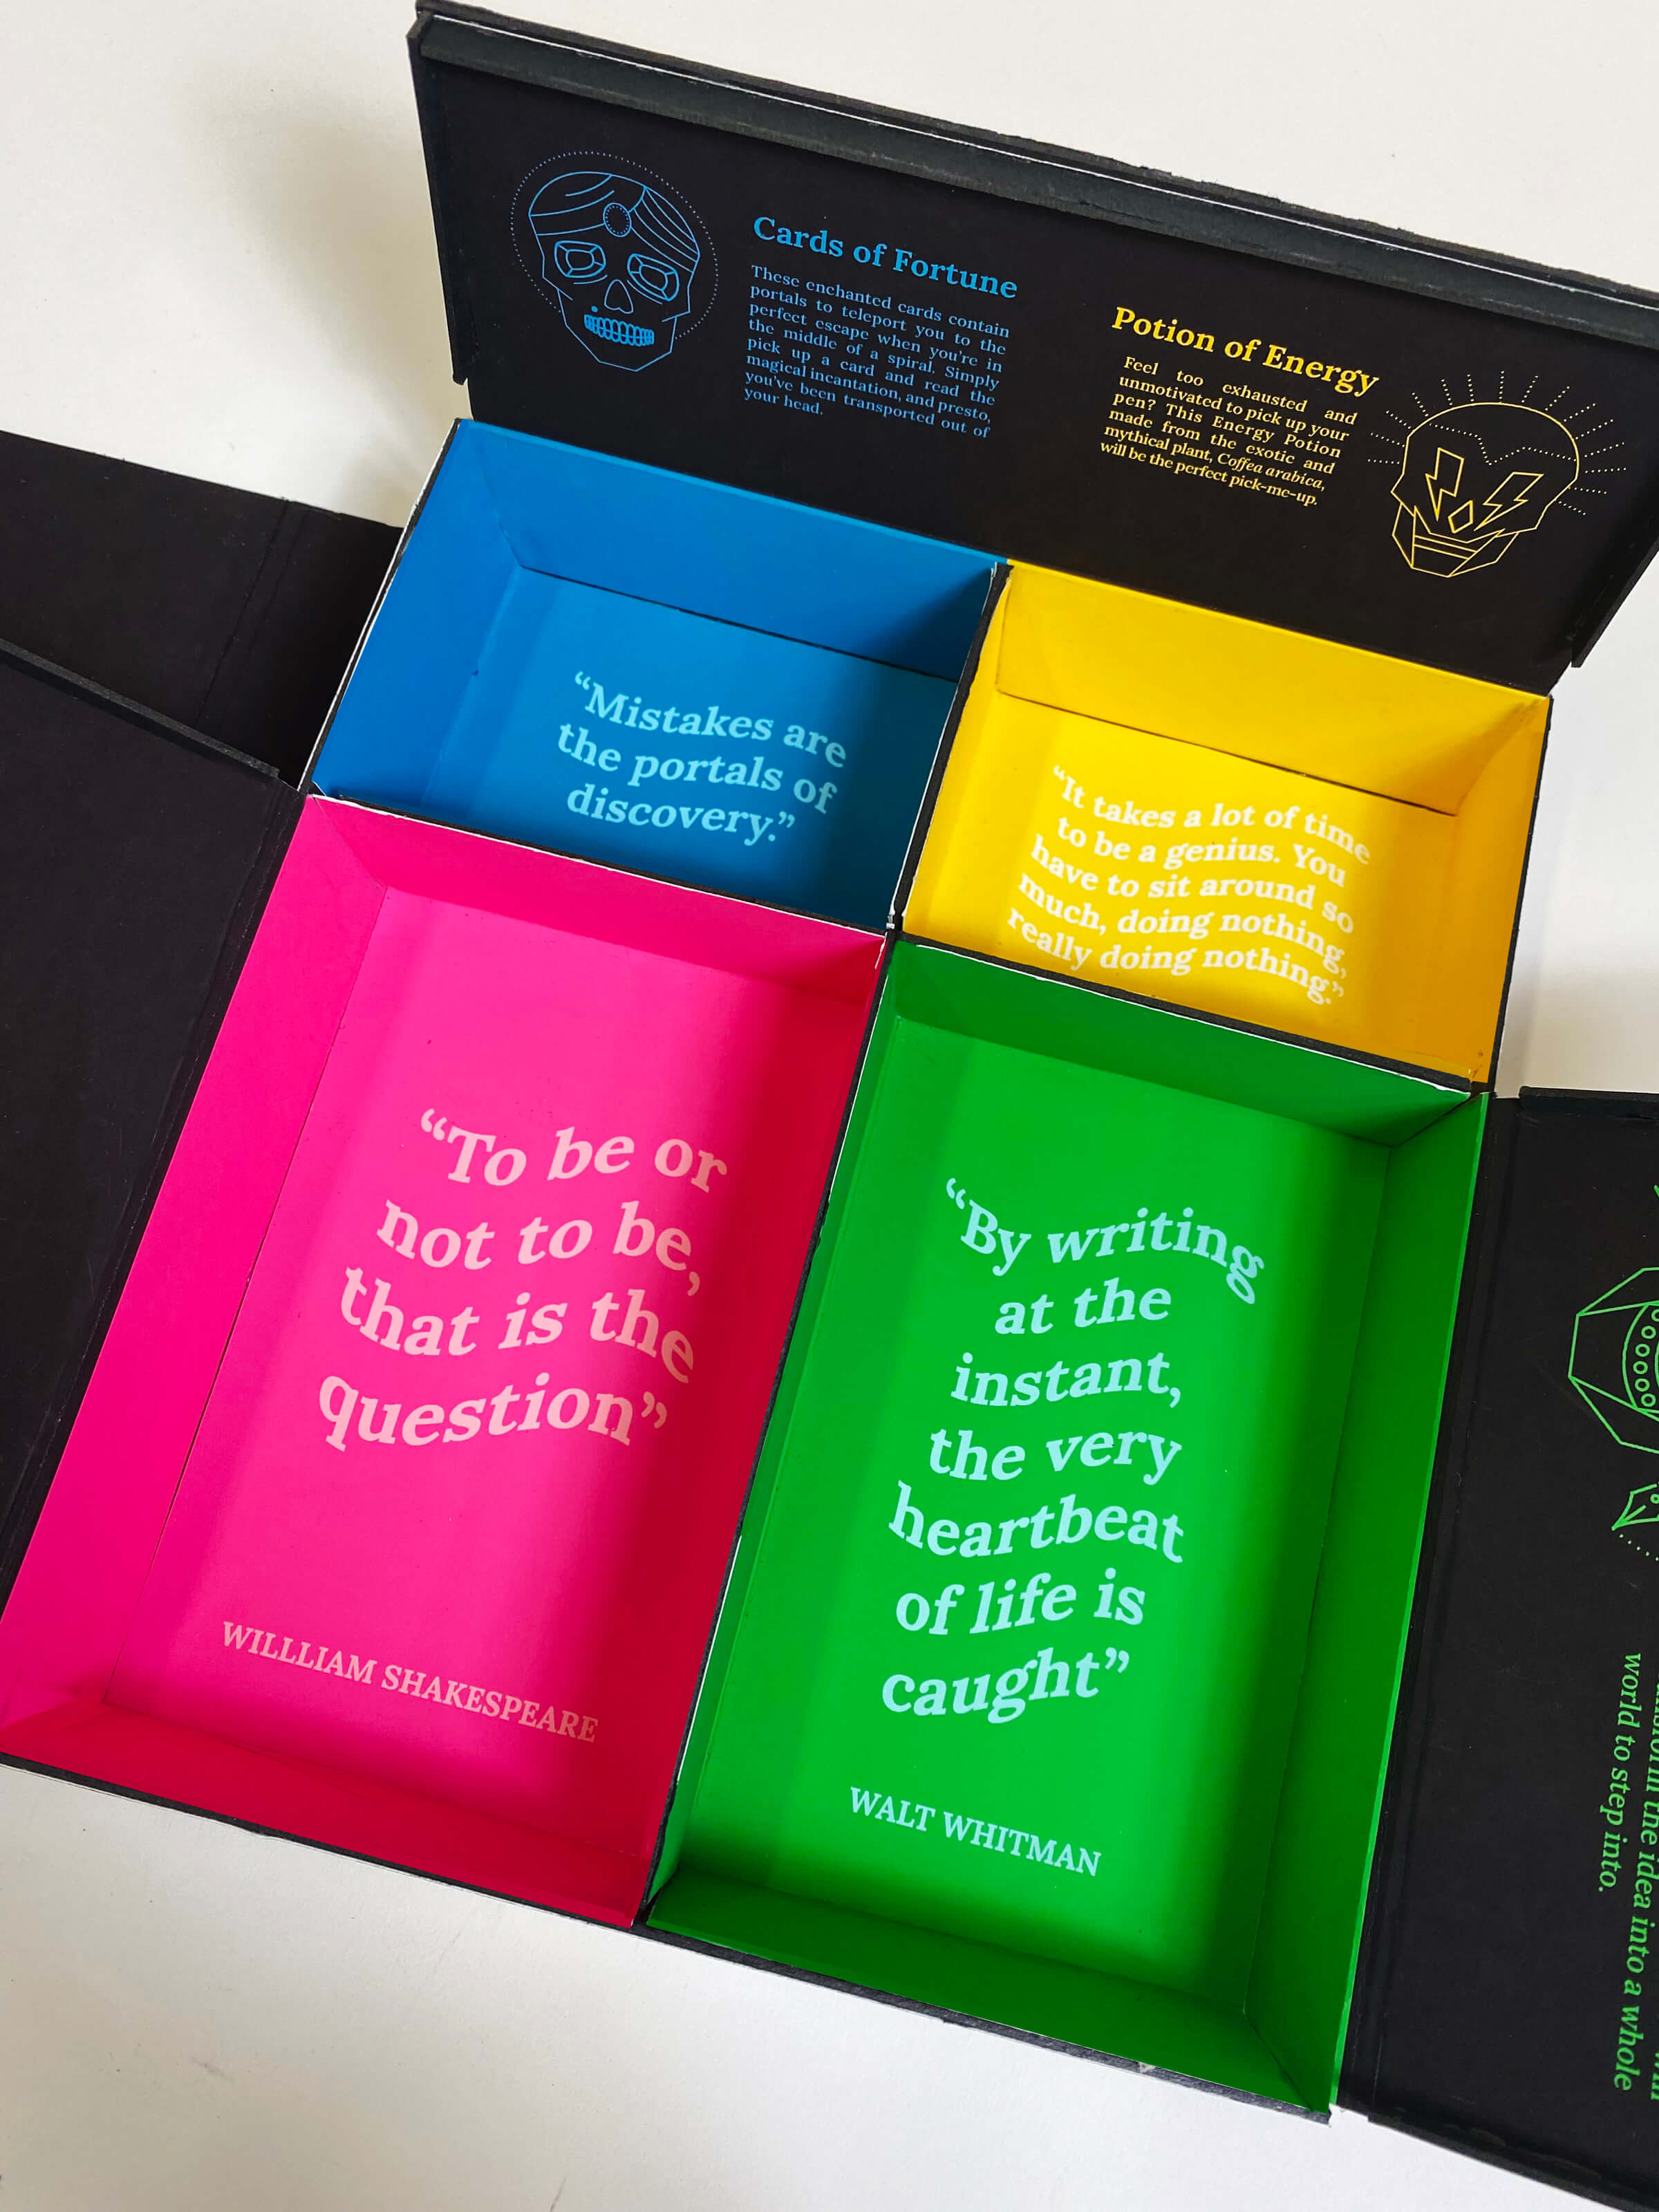 Cards of Fortune
These enchanted cards contain
portals to teleport you to the
perfect escape when you're in
the middle of a spiral. Simply
pick up a card and read the
magical incantation, and presto,
you've been transported out of
your head.
Potion of Energy
Feel too exhausted and
unmotivated to pick up your
pen? This Energy Potion
made from the exotic and
mythical plant, Coffea arabica,
will be the perfect pick-me-up.
“Mistakes are
the portals of
discovery.”
“It takes a lot of time
to be a genius. You
have to sit around so
much, doing nothing,
really doing nothing.”
“To be or
not to be,
that is the
question”
WILLLIAM SHAKESPEARE
“By writing
at the
instant,
the very
heartbeat
of life is
caught”
WALT WHITMAN
the idea into a whole
world to step into.